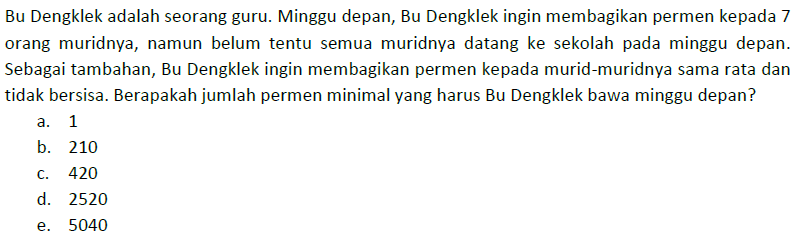 Bu Dengklek adalah seorang guru. Minggu depan, Bu Dengklek ingin membagikan permen kepada 7
orang muridnya, namun belum tentu semua muridnya datang ke sekolah pada minggu depan.
Sebagai tambahan, Bu Dengklek ingin membagikan permen kepada murid-muridnya sama rata dan
tidak bersisa. Berapakah jumlah permen minimal yang harus Bu Dengklek bawa minggu depan?
a. 1
b. 210
c. 420
d. 2520
e. 5040